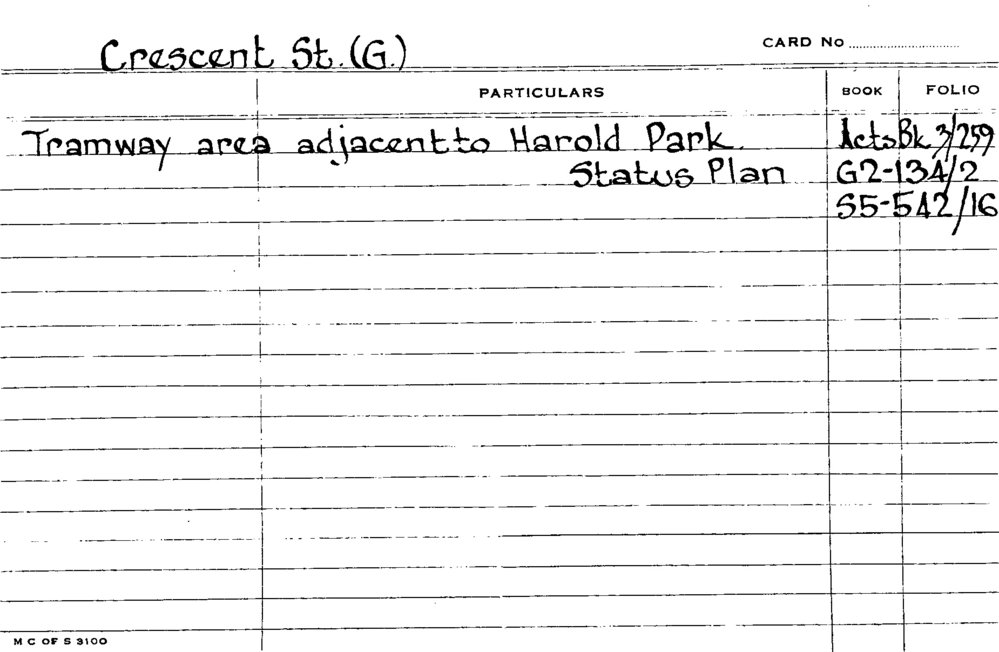 Crescent St. (G.) CARD No
PARTICULARS BOOK FOLIO
Tramway area adjacent to Harold Park. Acts Bk 3/259
Status Plan G2-134/2
S5-542/16
M C OF S 3100